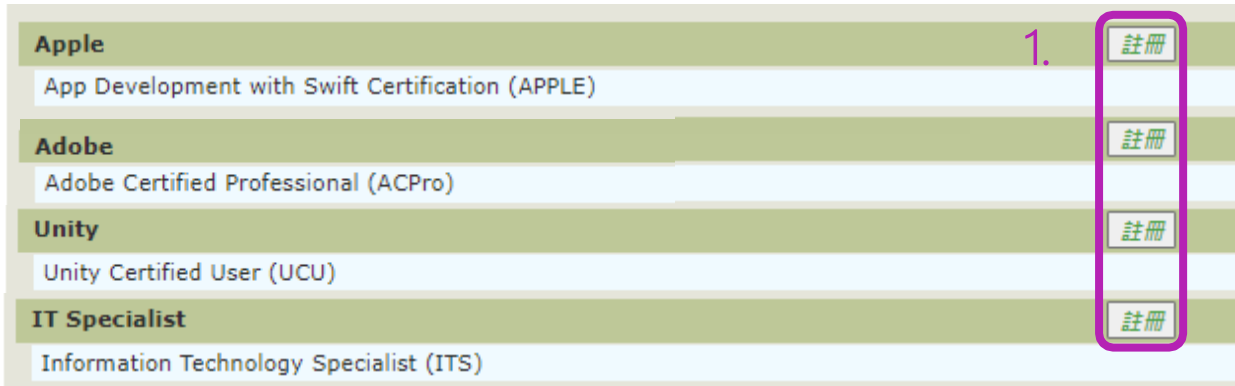 Apple 1. 註冊
App Development with Swift Certification (APPLE)
Adobe 註冊
Adobe Certified Professional (ACPro)
Unity 註冊
Unity Certified User (UCU)
IT Specialist 註冊
Information Technology Specialist (ITS)